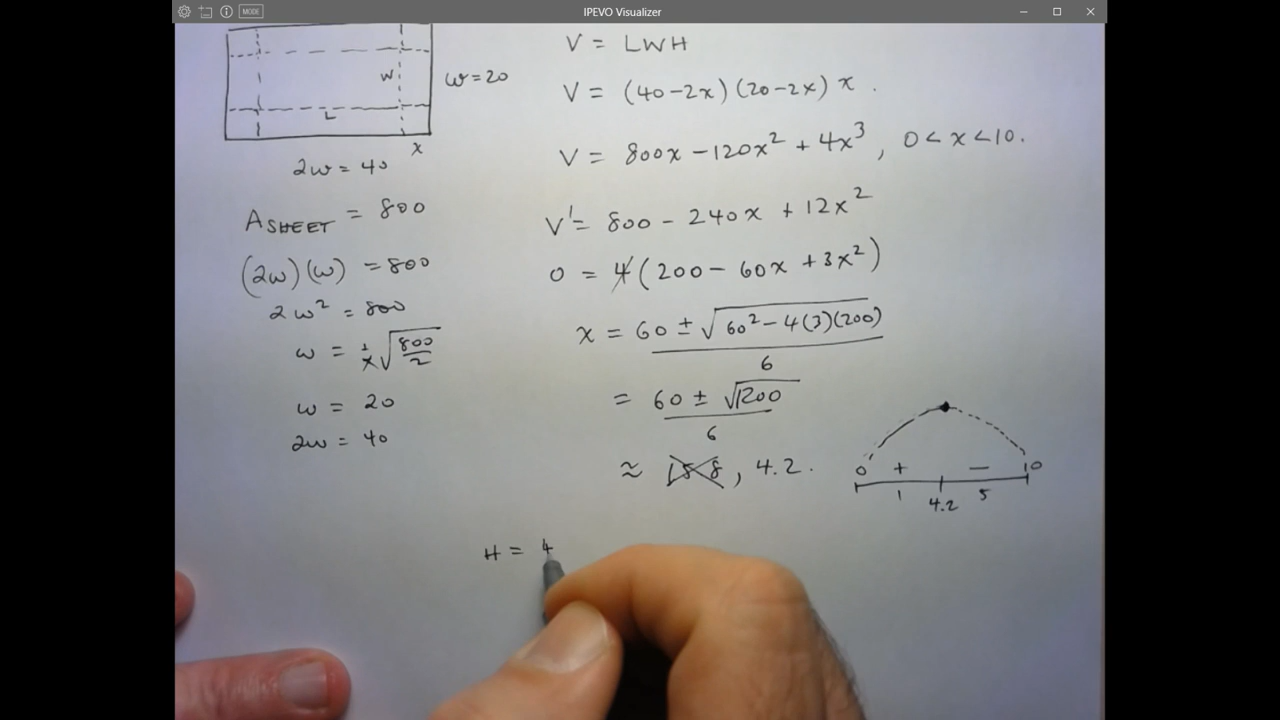 IPEVO Visualizer
MODE
W
L
w = 20
x
2w = 40
A SHEET = 800
(2w)(w) = 800
2w² = 800
w = ± √(800/2)
w = 20
2w = 40
V = LWH
V = (40-2x)(20-2x) x .
V = 800x - 120x² + 4x³ , 0 < x < 10.
V' = 800 - 240x + 12x²
0 = 4(200 - 60x + 3x²)
x = 60 ± √(60² - 4(3)(200))
6
= 60 ± √1200
6
≈ 15.8 , 4.2 .
0 + — 10
1 4.2 5
H = 4